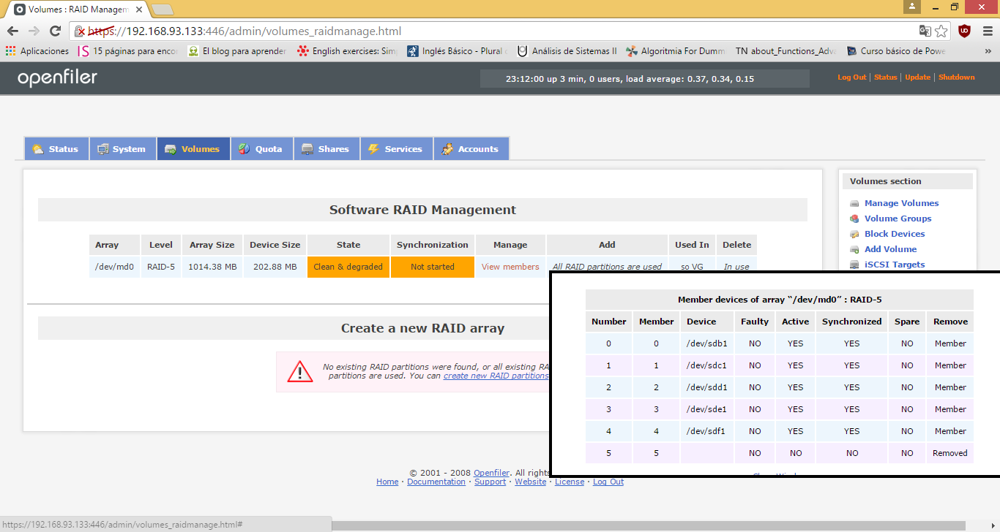 Volumes : RAID Managem
https://192.168.93.133:446/admin/volumes_raidmanage.html
Aplicaciones 15 páginas para enco El blog para aprender English exercises: Sim Inglés Básico - Plural Análisis de Sistemas II Algoritmia For Dumm TN about_Functions_Adva Curso básico de Powe »
openfiler
23:12:00 up 3 min, 0 users, load average: 0.37, 0.34, 0.15
Log Out | Status | Update | Shutdown
Status System Volumes Quota Shares Services Accounts
Software RAID Management
Array Level Array Size Device Size State Synchronization Manage Add Used In Delete
/dev/md0 RAID-5 1014.38 MB 202.88 MB Clean & degraded Not started View members All RAID partitions are used so VG In use
Create a new RAID array
No existing RAID partitions were found, or all existing RA
partitions are used. You can create new RAID partitions
Volumes section
Manage Volumes
Volume Groups
Block Devices
Add Volume
iSCSI Targets
Member devices of array “/dev/md0” : RAID-5
Number Member Device Faulty Active Synchronized Spare Remove
0 0 /dev/sdb1 NO YES YES NO Member
1 1 /dev/sdc1 NO YES YES NO Member
2 2 /dev/sdd1 NO YES YES NO Member
3 3 /dev/sde1 NO YES YES NO Member
4 4 /dev/sdf1 NO YES YES NO Member
5 5 NO NO NO NO Removed
© 2001 - 2008 Openfiler. All rights
Home · Documentation · Support · Website · License · Log Out
https://192.168.93.133:446/admin/volumes_raidmanage.html#